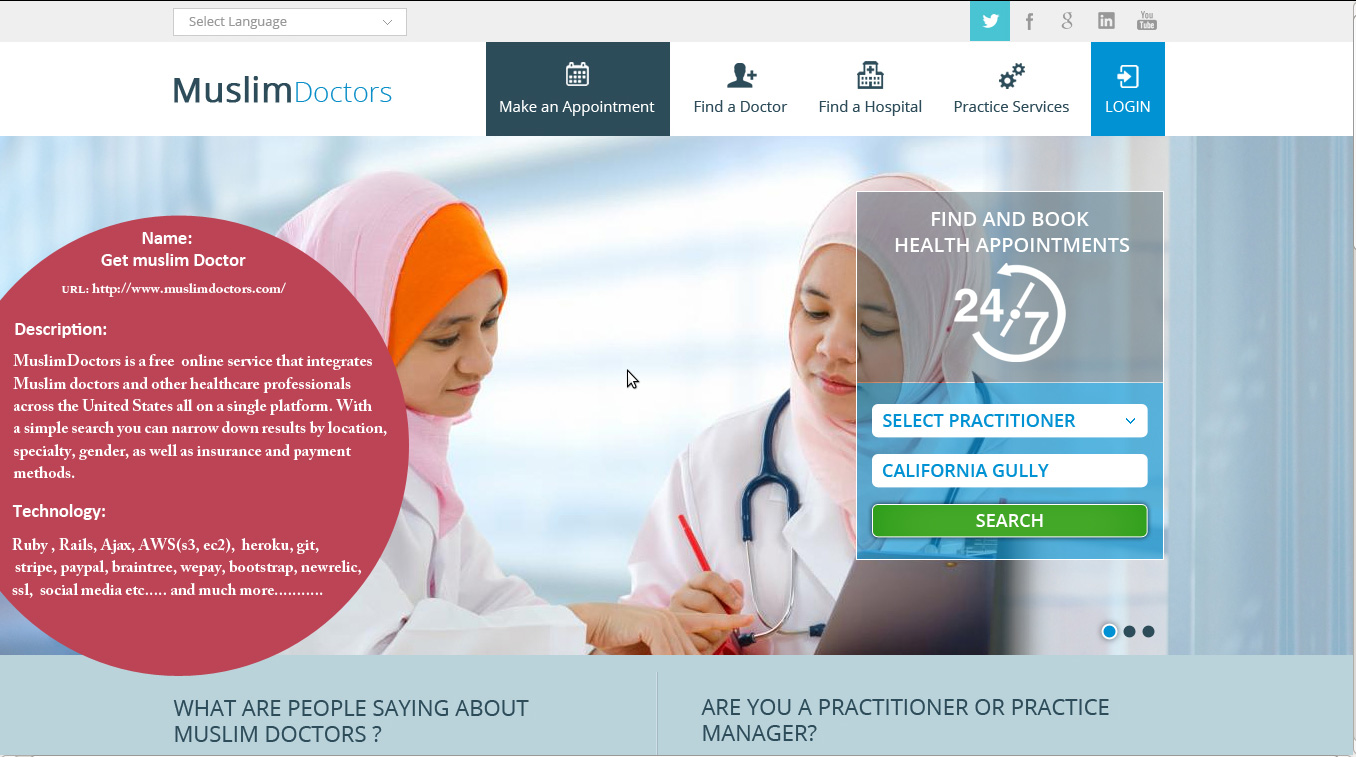 Select Language
You
Tube
MuslimDoctors
Make an Appointment
Find a Doctor
Find a Hospital
Practice Services
LOGIN
Name:
Get muslim Doctor
URL: http://www.muslimdoctors.com/
Description:
MuslimDoctors is a free online service that integrates
Muslim doctors and other healthcare professionals
across the United States all on a single platform. With
a simple search you can narrow down results by location,
specialty, gender, as well as insurance and payment
methods.
Technology:
Ruby , Rails, Ajax, AWS(s3, ec2), heroku, git,
stripe, paypal, braintree, wepay, bootstrap, newrelic,
ssl, social media etc..... and much more...........
FIND AND BOOK
HEALTH APPOINTMENTS
24/7
SELECT PRACTITIONER
CALIFORNIA GULLY
SEARCH
WHAT ARE PEOPLE SAYING ABOUT
MUSLIM DOCTORS ?
ARE YOU A PRACTITIONER OR PRACTICE
MANAGER?